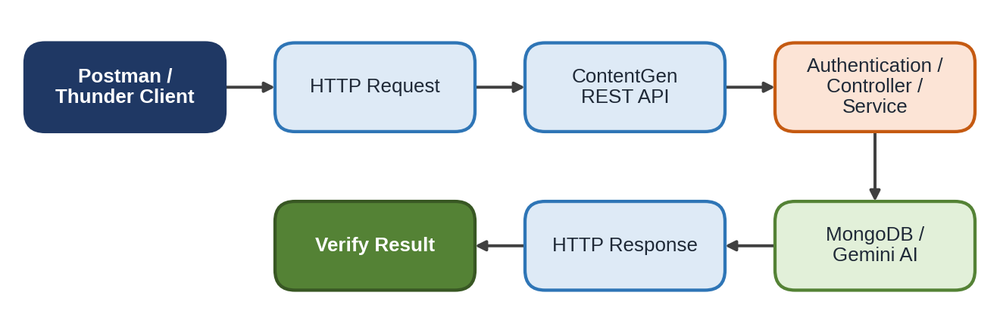 Postman /
Thunder Client
HTTP Request
ContentGen
REST API
Authentication /
Controller /
Service
MongoDB /
Gemini AI
HTTP Response
Verify Result